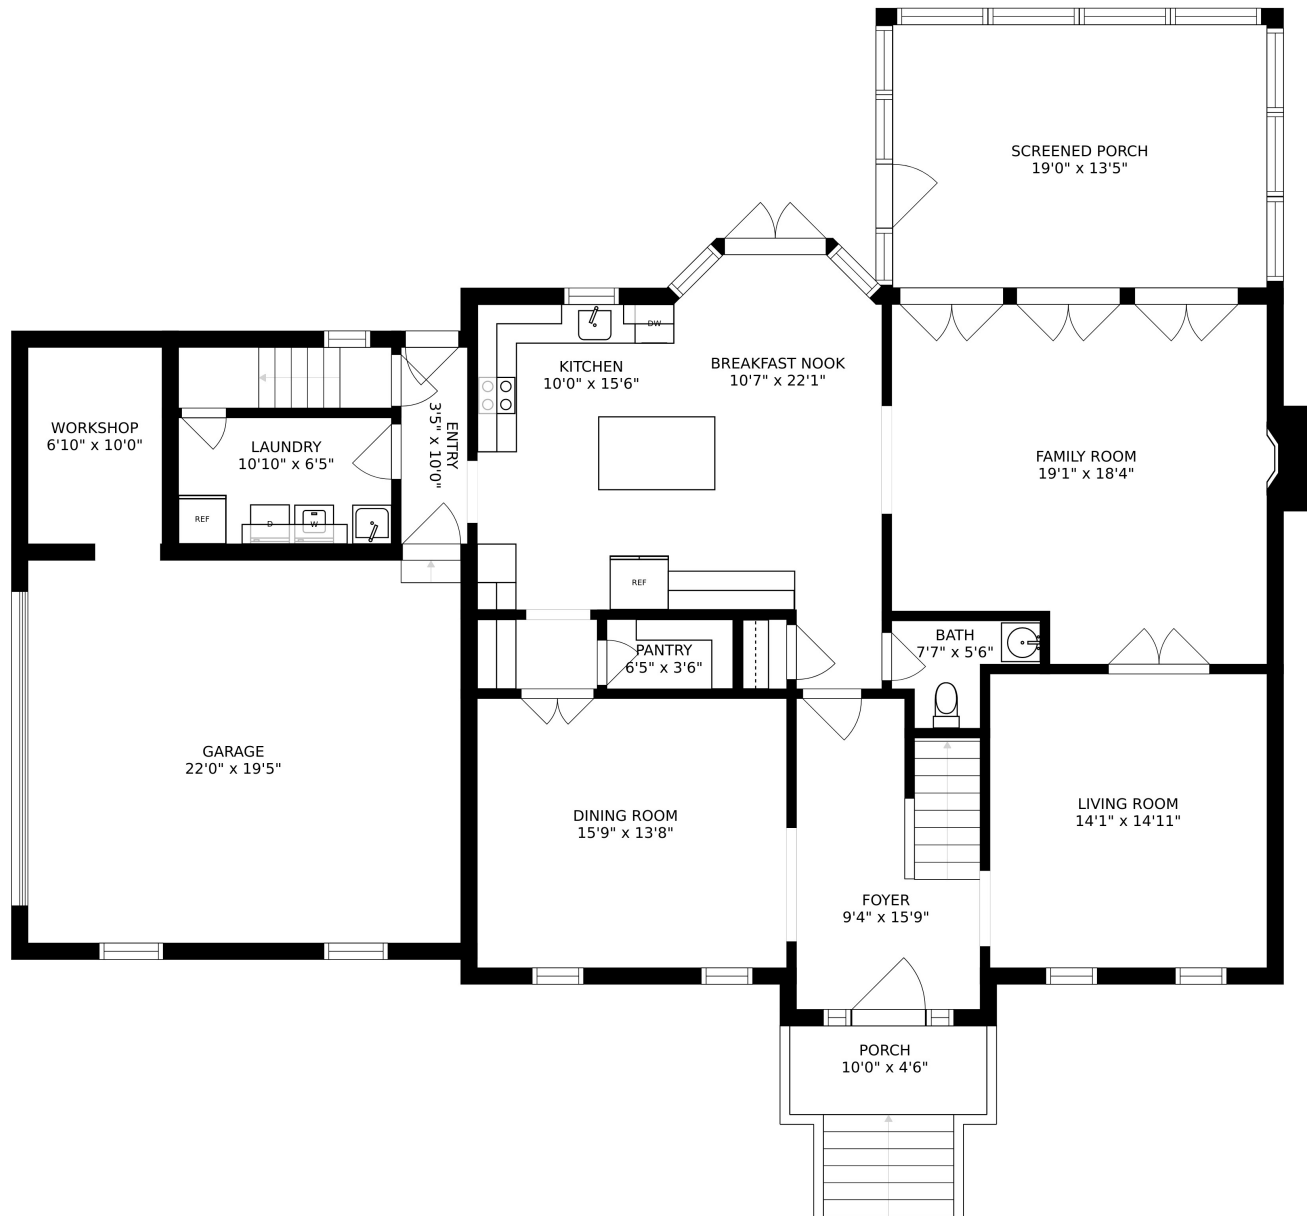 SCREENED PORCH
19'0" x 13'5"
DW
KITCHEN
10'0" x 15'6"
BREAKFAST NOOK
10'7" x 22'1"
WORKSHOP
6'10" x 10'0"
LAUNDRY
10'10" x 6'5"
ENTRY
3'5" x 10'0"
FAMILY ROOM
19'1" x 18'4"
REF
D
W
REF
PANTRY
6'5" x 3'6"
BATH
7'7" x 5'6"
GARAGE
22'0" x 19'5"
DINING ROOM
15'9" x 13'8"
LIVING ROOM
14'1" x 14'11"
FOYER
9'4" x 15'9"
PORCH
10'0" x 4'6"